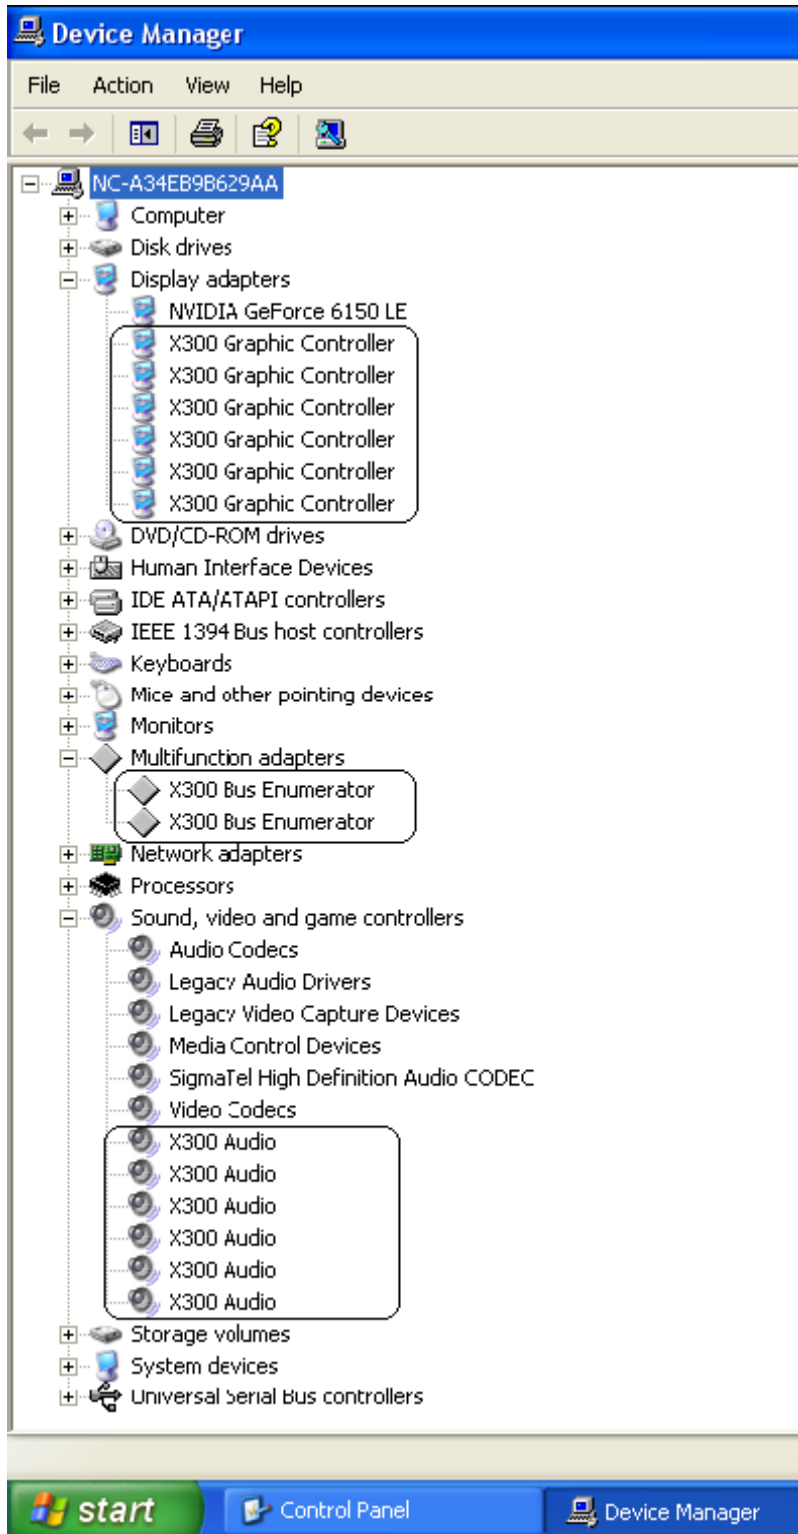 Device Manager
File Action View Help
NC-A34EB9B629AA
Computer
Disk drives
Display adapters
NVIDIA GeForce 6150 LE
X300 Graphic Controller
X300 Graphic Controller
X300 Graphic Controller
X300 Graphic Controller
X300 Graphic Controller
X300 Graphic Controller
DVD/CD-ROM drives
Human Interface Devices
IDE ATA/ATAPI controllers
IEEE 1394 Bus host controllers
Keyboards
Mice and other pointing devices
Monitors
Multifunction adapters
X300 Bus Enumerator
X300 Bus Enumerator
Network adapters
Processors
Sound, video and game controllers
Audio Codecs
Legacy Audio Drivers
Legacy Video Capture Devices
Media Control Devices
SigmaTel High Definition Audio CODEC
Video Codecs
X300 Audio
X300 Audio
X300 Audio
X300 Audio
X300 Audio
X300 Audio
Storage volumes
System devices
Universal Serial Bus controllers
start Control Panel Device Manager